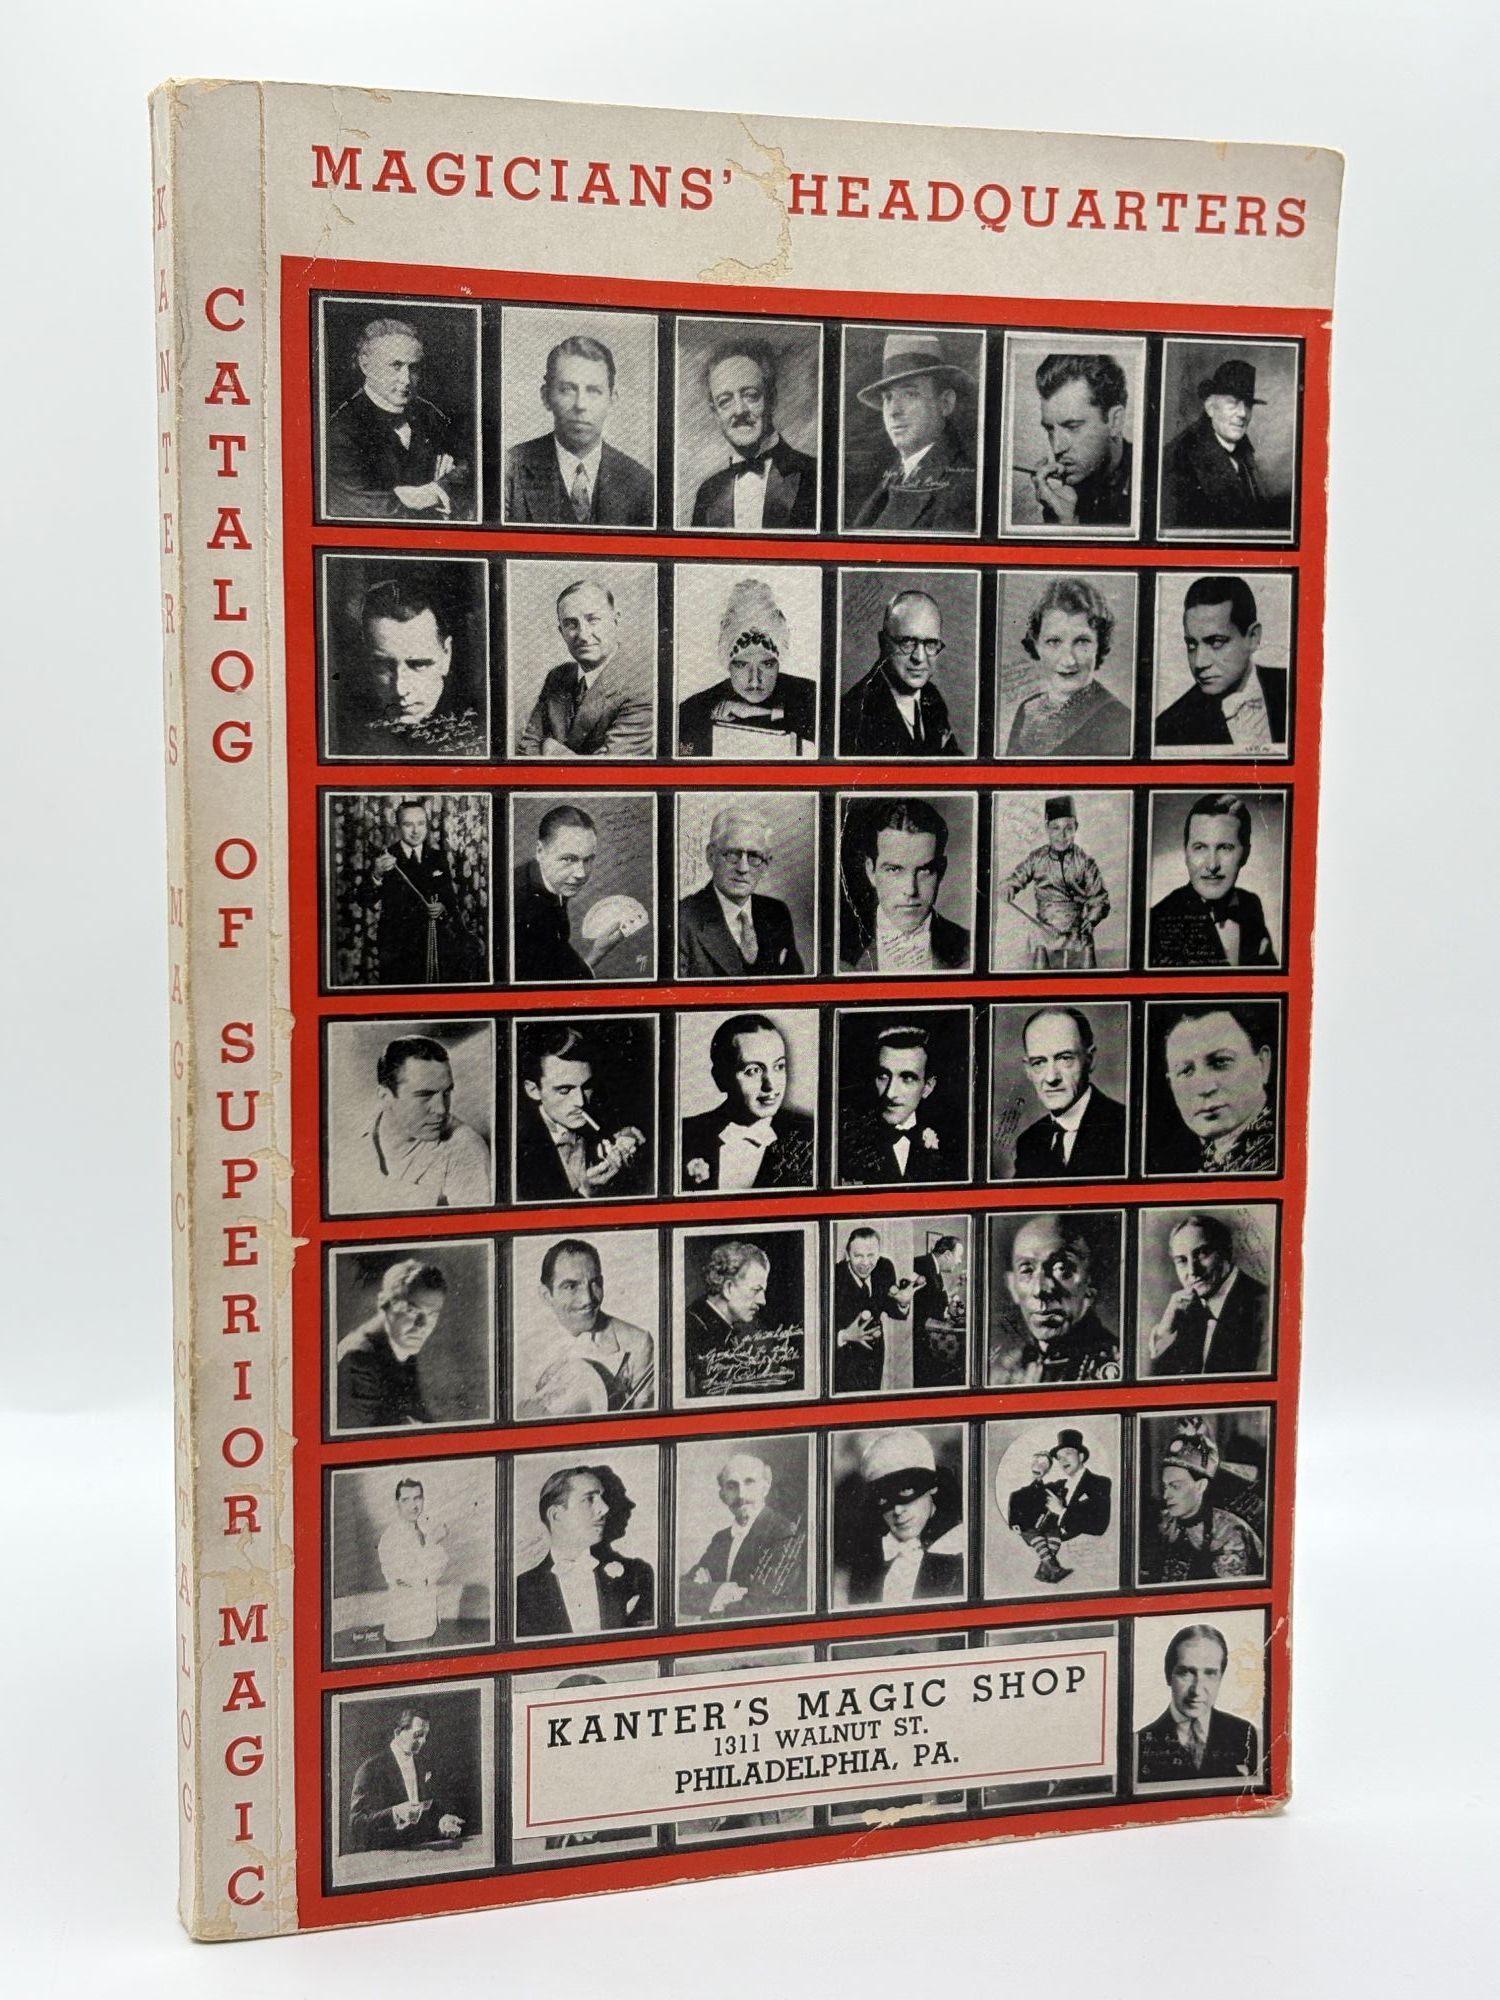 MAGICIANS' HEADQUARTERS
KANTER'S MAGIC CATALOG
CATALOG OF SUPERIOR MAGIC
KANTER'S MAGIC SHOP
1311 WALNUT ST.
PHILADELPHIA, PA.